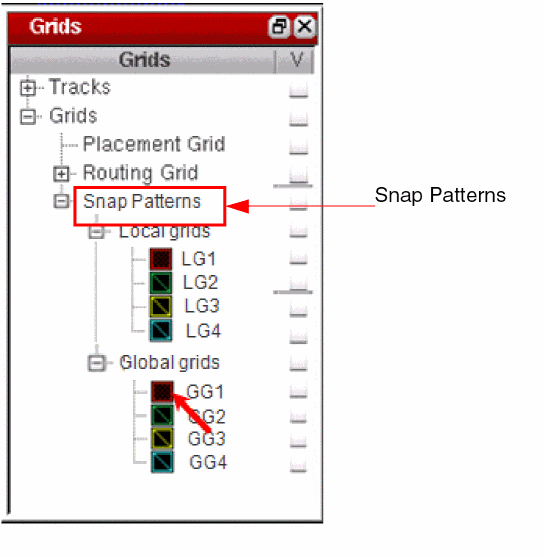 Grids
Grids V
Tracks
Grids
Placement Grid
Routing Grid
Snap Patterns
Snap Patterns
Local grids
LG1
LG2
LG3
LG4
Global grids
GG1
GG2
GG3
GG4